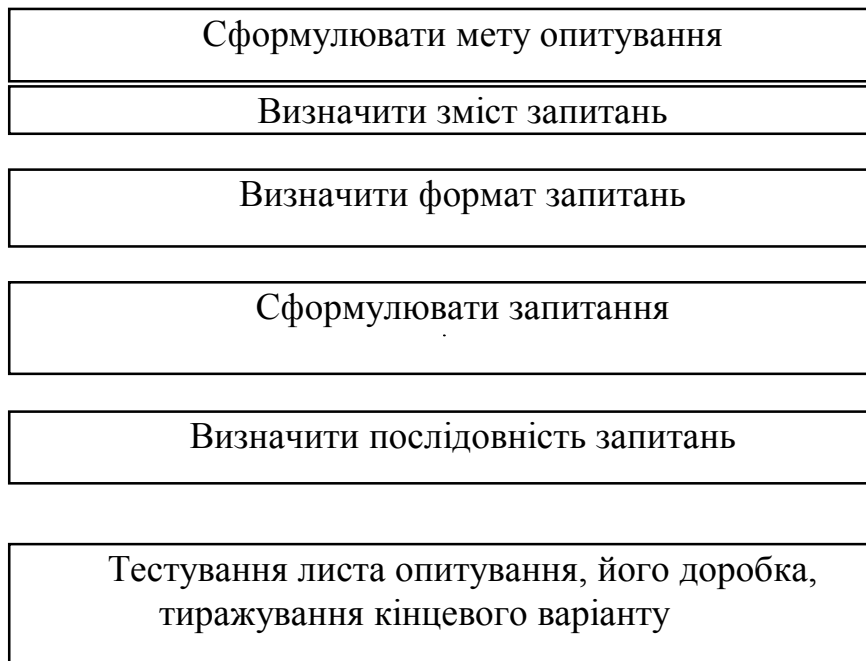 Сформулювати мету опитування
Визначити зміст запитань
Визначити формат запитань
Сформулювати запитання
Визначити послідовність запитань
Тестування листа опитування, його доробка,
тиражування кінцевого варіанту